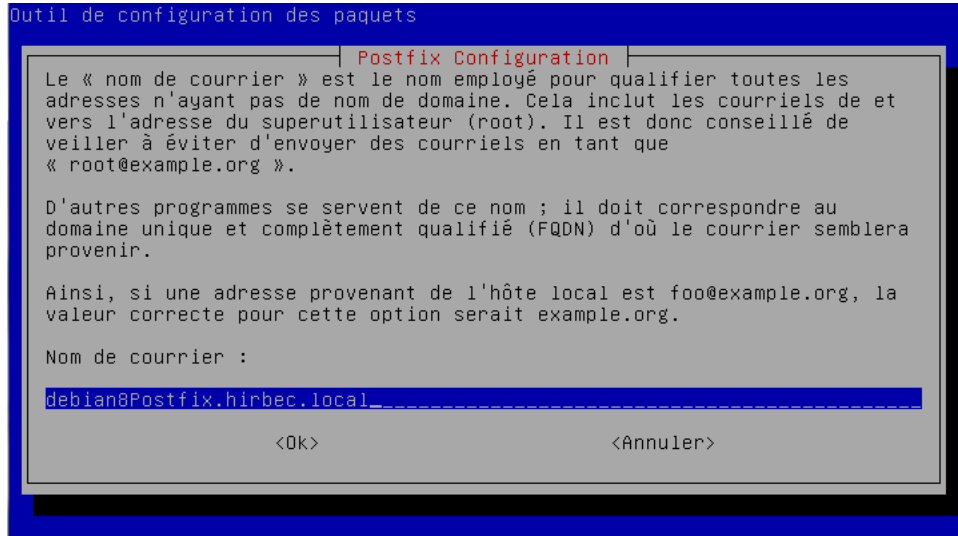 Outil de configuration des paquets
Postfix Configuration
Le « nom de courrier » est le nom employé pour qualifier toutes les
adresses n'ayant pas de nom de domaine. Cela inclut les courriels de et
vers l'adresse du superutilisateur (root). Il est donc conseillé de
veiller à éviter d'envoyer des courriels en tant que
« root@example.org ».
D'autres programmes se servent de ce nom ; il doit correspondre au
domaine unique et complètement qualifié (FQDN) d'où le courrier semblera
provenir.
Ainsi, si une adresse provenant de l'hôte local est foo@example.org, la
valeur correcte pour cette option serait example.org.
Nom de courrier :
debian8Postfix.hirbec.local
<Ok> <Annuler>